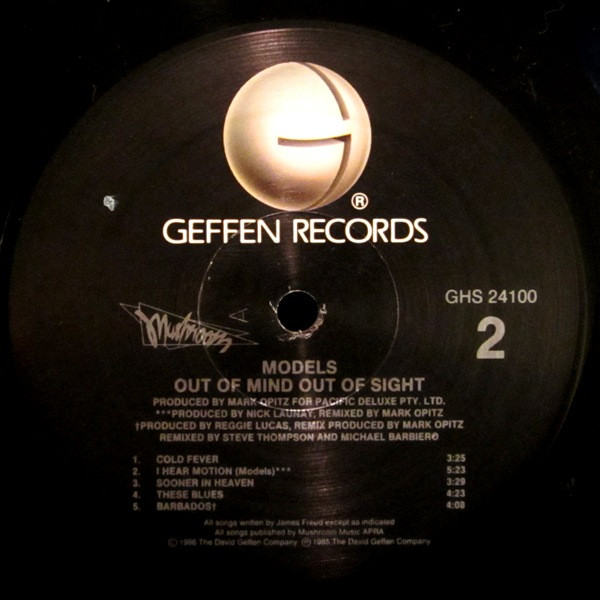 ®
GEFFEN RECORDS
GHS 24100
Mushroom
A
2
MODELS
OUT OF MIND OUT OF SIGHT
PRODUCED BY MARK OPITZ FOR PACIFIC DELUXE PTY. LTD.
***PRODUCED BY NICK LAUNAY, REMIXED BY MARK OPITZ
†PRODUCED BY REGGIE LUCAS, REMIX PRODUCED BY MARK OPITZ
REMIXED BY STEVE THOMPSON AND MICHAEL BARBIERO
1. COLD FEVER 3:25
2. I HEAR MOTION (Models)*** 5:23
3. SOONER IN HEAVEN 3:29
4. THESE BLUES 4:23
5. BARBADOS† 4:08
All songs written by James Freud except as indicated
All songs published by Mushroom Music APRA
© 1986 The David Geffen Company ℗ 1985 The David Geffen Company